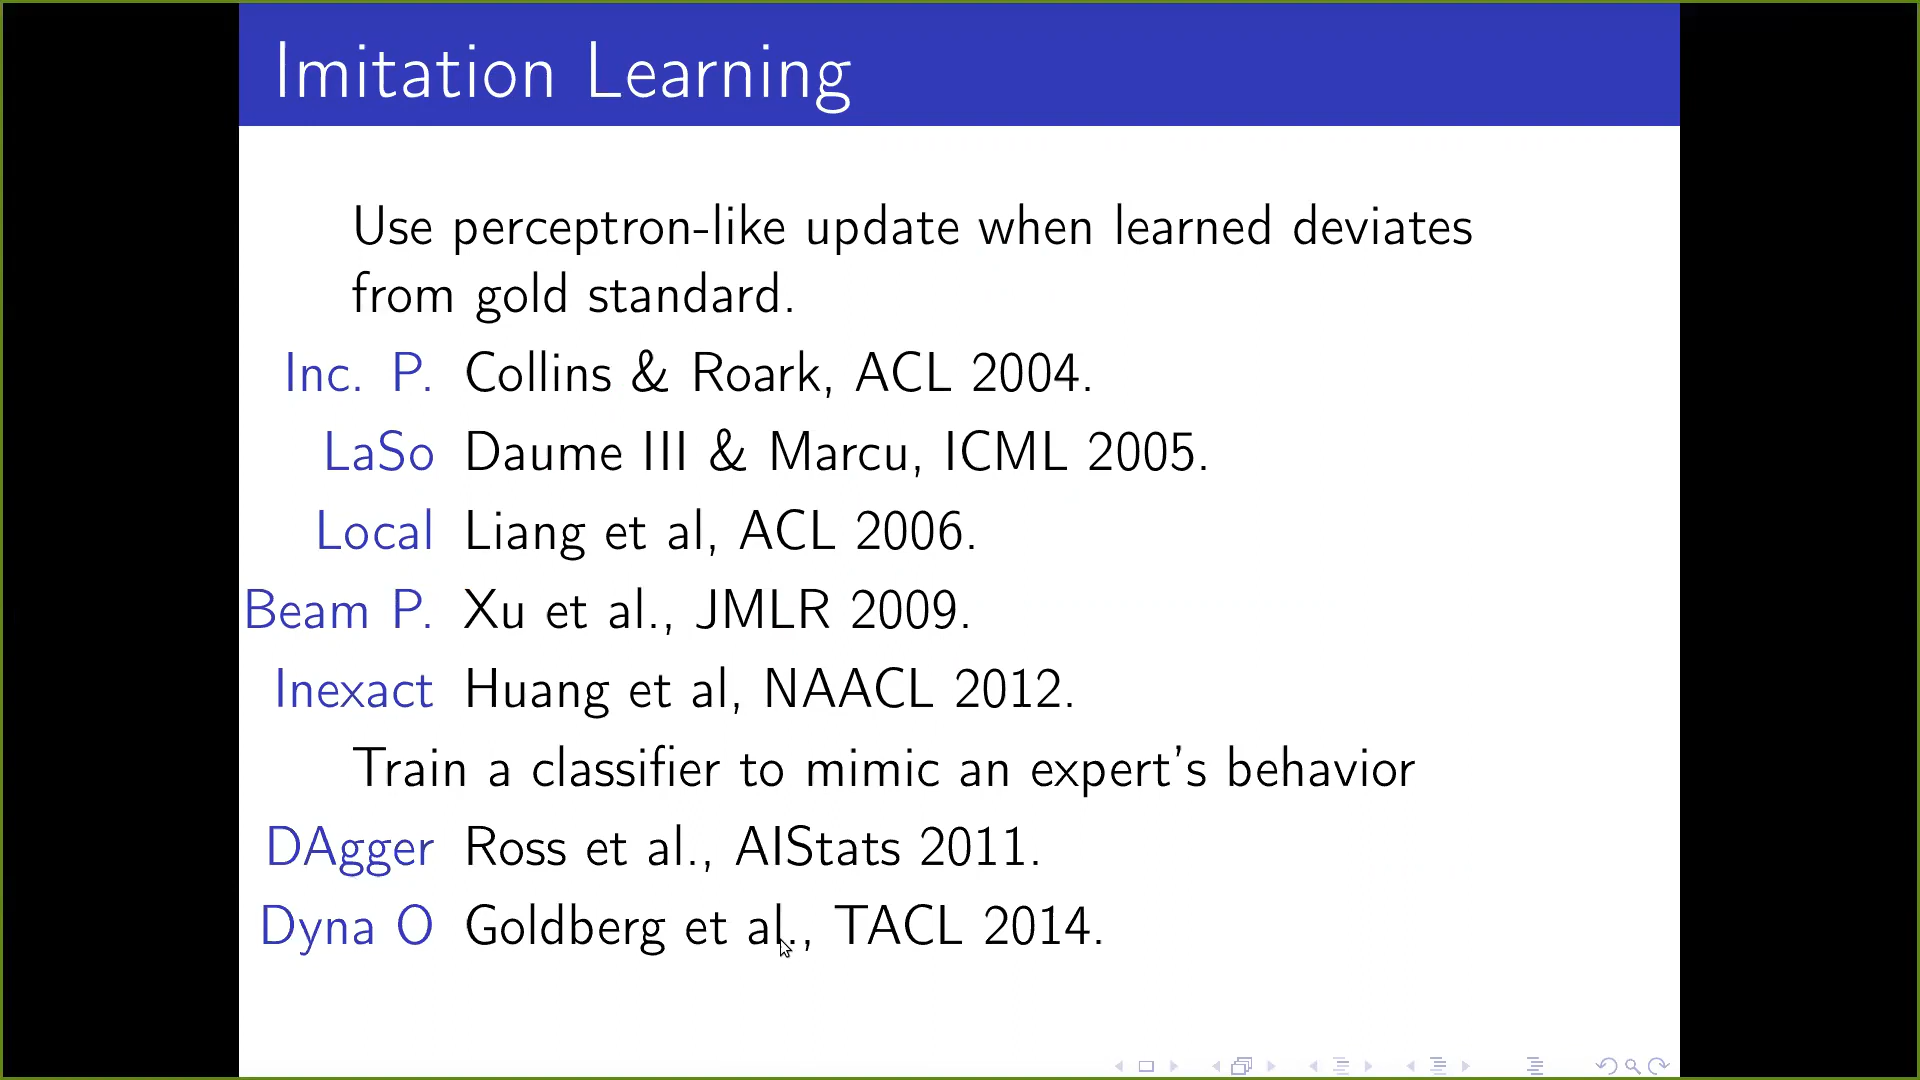 Imitation Learning
Use perceptron-like update when learned deviates
from gold standard.
Inc. P. Collins & Roark, ACL 2004.
LaSo Daume III & Marcu, ICML 2005.
Local Liang et al, ACL 2006.
Beam P. Xu et al., JMLR 2009.
Inexact Huang et al, NAACL 2012.
Train a classifier to mimic an expert's behavior
DAgger Ross et al., AIStats 2011.
Dyna O Goldberg et al., TACL 2014.